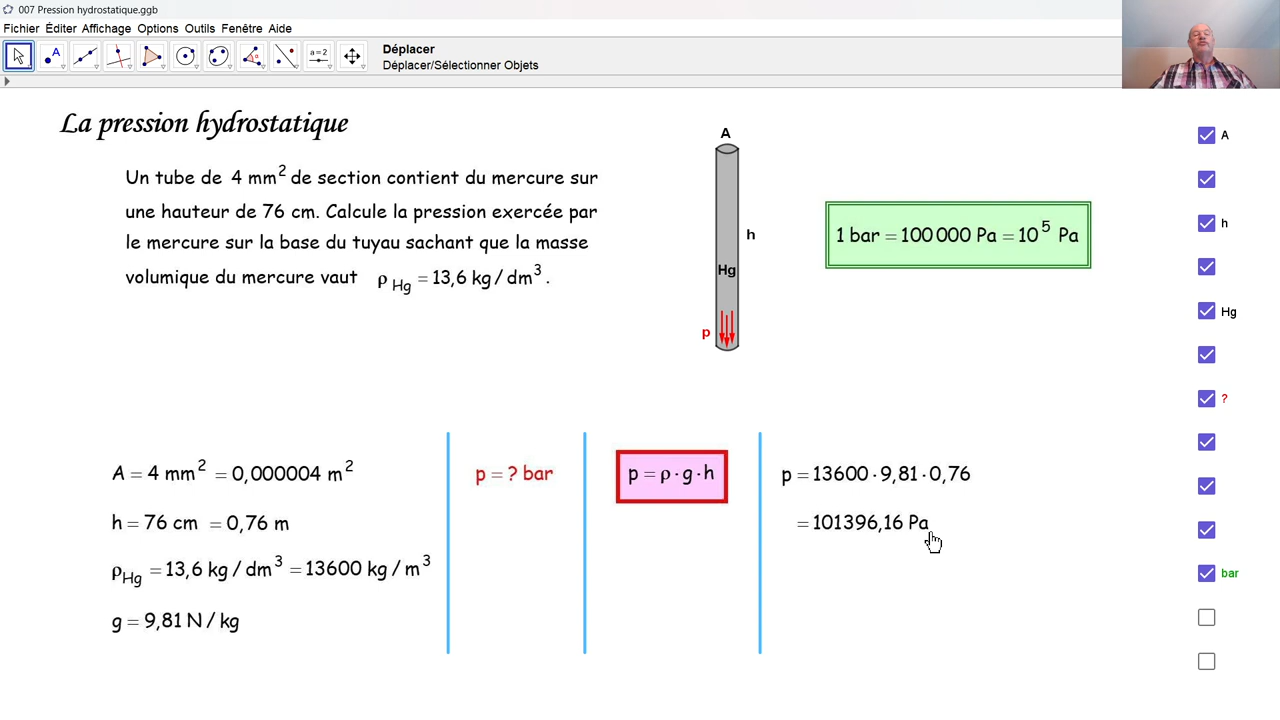 007 Pression hydrostatique.ggb
Fichier Éditer Affichage Options Outils Fenêtre Aide
A
a=2
Déplacer
Déplacer/Sélectionner Objets
La pression hydrostatique
Un tube de 4 mm² de section contient du mercure sur
une hauteur de 76 cm. Calcule la pression exercée par
le mercure sur la base du tuyau sachant que la masse
volumique du mercure vaut ρ Hg = 13,6 kg / dm³ .
A
h
Hg
p
1 bar = 100 000 Pa = 10⁵ Pa
A = 4 mm² = 0,000004 m²
h = 76 cm = 0,76 m
ρHg = 13,6 kg / dm³ = 13600 kg / m³
g = 9,81 N / kg
p = ? bar
p = ρ · g · h
p = 13600 · 9,81 · 0,76
= 101396,16 Pa
A
h
Hg
?
bar